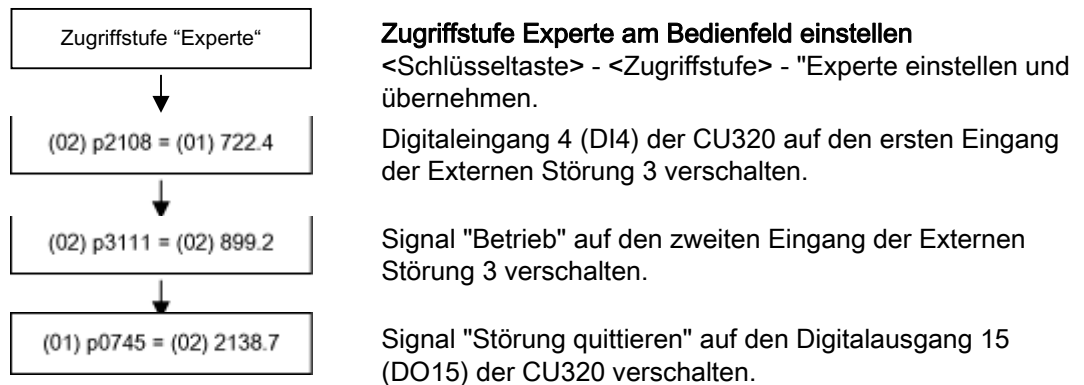 Zugriffstufe “Experte“
Zugriffstufe Experte am Bedienfeld einstellen
<Schlüsseltaste> - <Zugriffstufe> - "Experte einstellen und
übernehmen.
(02) p2108 = (01) 722.4
Digitaleingang 4 (DI4) der CU320 auf den ersten Eingang
der Externen Störung 3 verschalten.
(02) p3111 = (02) 899.2
Signal "Betrieb" auf den zweiten Eingang der Externen
Störung 3 verschalten.
(01) p0745 = (02) 2138.7
Signal "Störung quittieren" auf den Digitalausgang 15
(DO15) der CU320 verschalten.